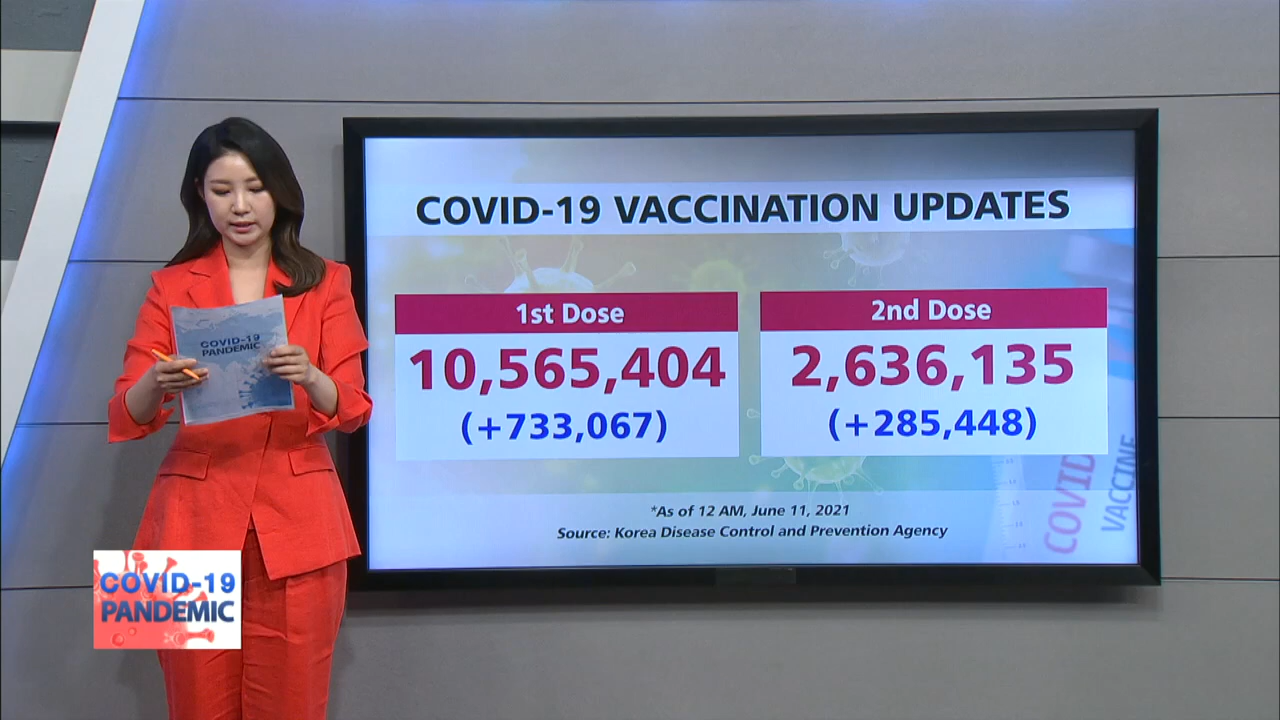 COVID-19 VACCINATION UPDATES
1st Dose
10,565,404
(+733,067)
2nd Dose
2,636,135
(+285,448)
*As of 12 AM, June 11, 2021
Source: Korea Disease Control and Prevention Agency
COVID
VACCINE
COVID-19
PANDEMIC
COVID-19
PANDEMIC